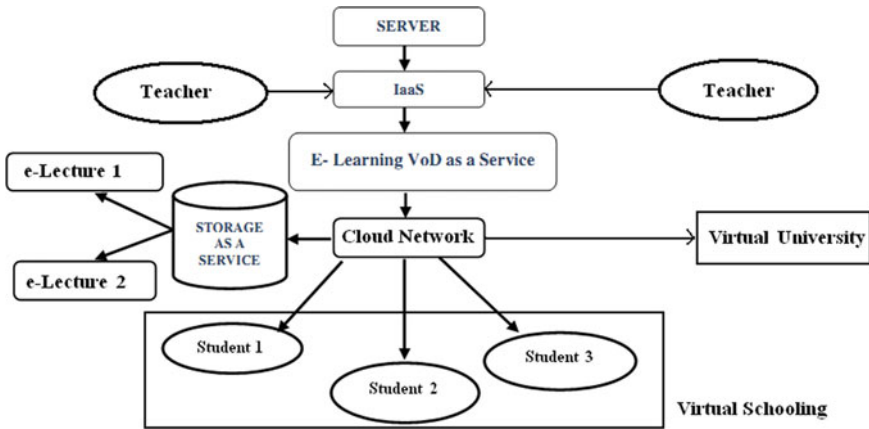 SERVER
Teacher
IaaS
Teacher
E- Learning VoD as a Service
e-Lecture 1
STORAGE
AS A
SERVICE
Cloud Network
Virtual University
e-Lecture 2
Student 1
Student 2
Student 3
Virtual Schooling